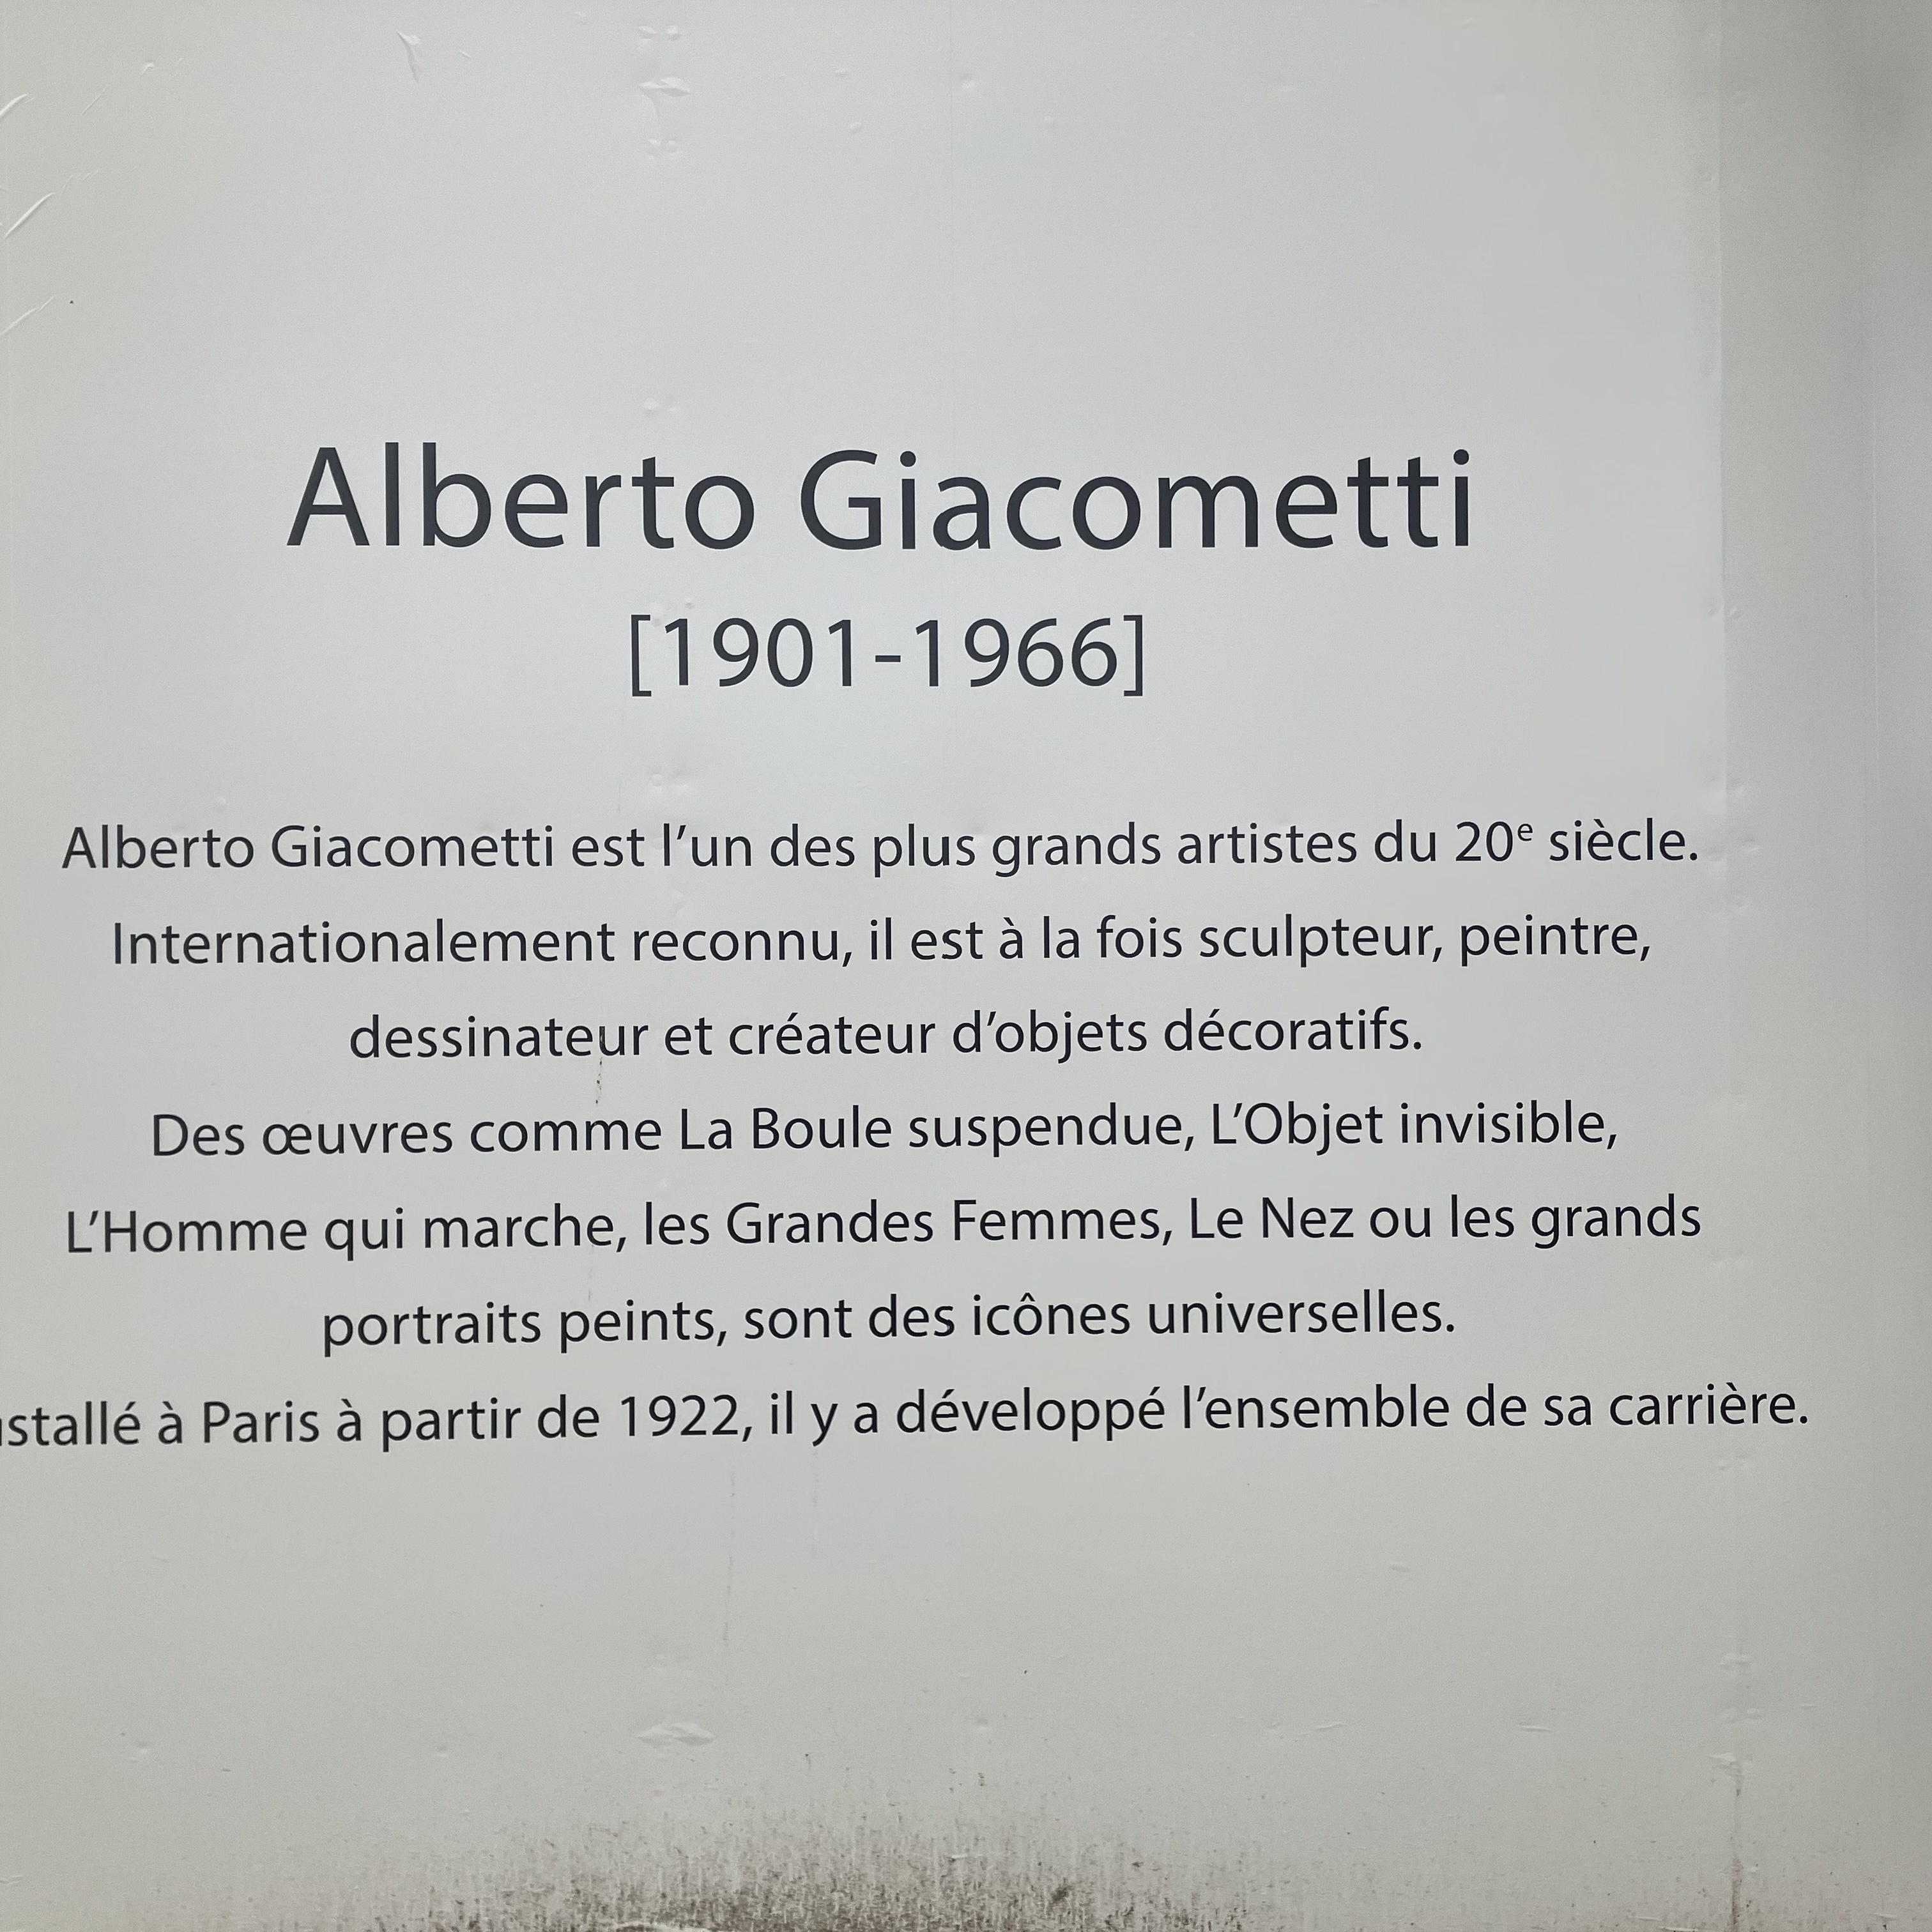 Alberto Giacometti
[1901-1966]
Alberto Giacometti est l’un des plus grands artistes du 20e siècle.
Internationalement reconnu, il est à la fois sculpteur, peintre,
dessinateur et créateur d’objets décoratifs.
Des œuvres comme La Boule suspendue, L’Objet invisible,
L’Homme qui marche, les Grandes Femmes, Le Nez ou les grands
portraits peints, sont des icônes universelles.
stallé à Paris à partir de 1922, il y a développé l’ensemble de sa carrière.